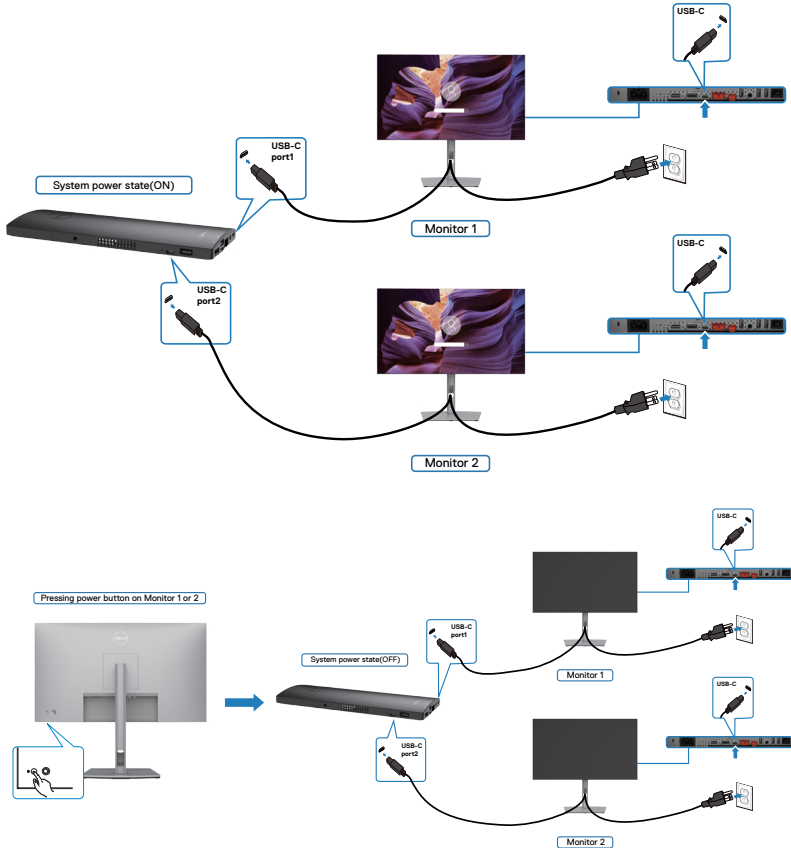 USB-C
USB-C
port1
System power state(ON)
Monitor 1
USB-C
USB-C
port2
Monitor 2
USB-C
Pressing power button on Monitor 1 or 2
DELL
USB-C
port1
System power state(OFF)
Monitor 1
USB-C
USB-C
port2
Monitor 2